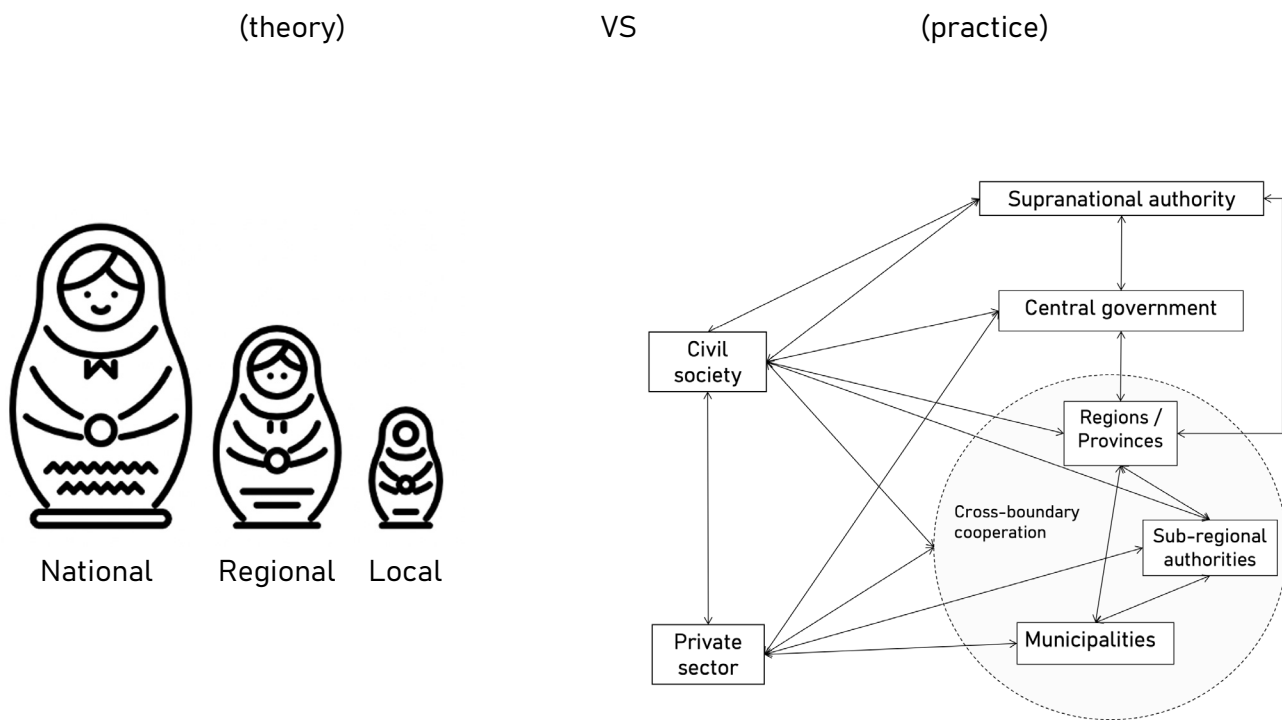 (theory)
VS
(practice)
National
Regional
Local
Supranational authority
Central government
Civil
society
Regions /
Provinces
Cross-boundary
cooperation
Sub-regional
authorities
Private
sector
Municipalities